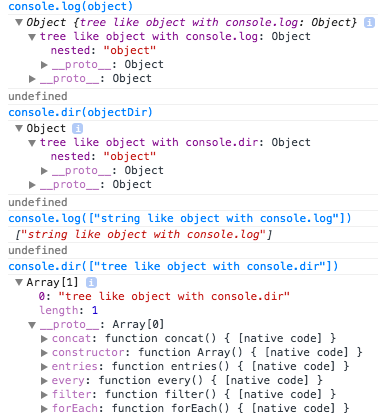 console.log(object)
▼ Object {tree like object with console.log: Object} i
▼ tree like object with console.log: Object
nested: "object"
▶ __proto__: Object
▶ __proto__: Object
undefined
console.dir(objectDir)
▼ Object i
▼ tree like object with console.dir: Object
nested: "object"
▶ __proto__: Object
▶ __proto__: Object
undefined
console.log(["string like object with console.log"])
["string like object with console.log"]
undefined
console.dir(["tree like object with console.dir"])
▼ Array[1] i
0: "tree like object with console.dir"
length: 1
▼ __proto__: Array[0]
▶ concat: function concat() { [native code] }
▶ constructor: function Array() { [native code] }
▶ entries: function entries() { [native code] }
▶ every: function every() { [native code] }
▶ filter: function filter() { [native code] }
▶ forEach: function forEach() { [native code] }